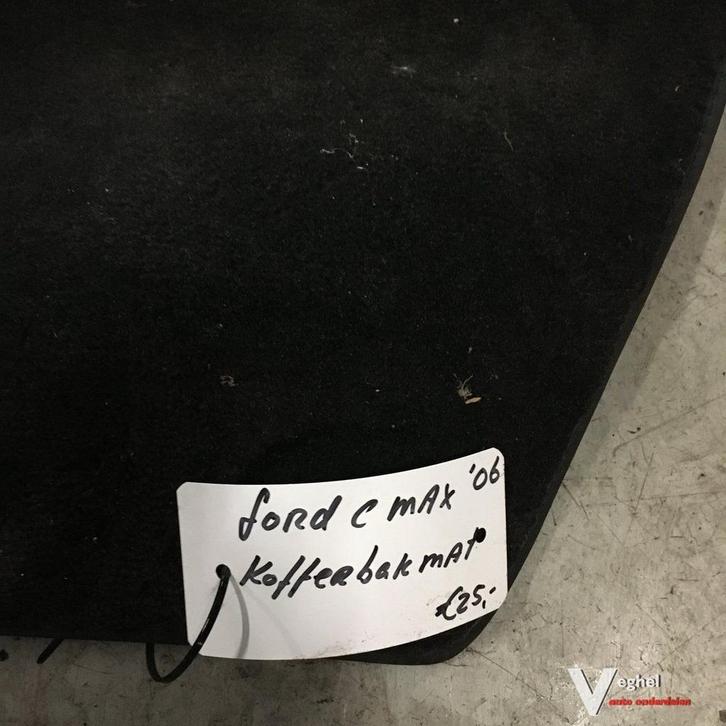 ford c mAx '06
KofferbakmAt
€25,-
Veghel
auto onderdelen